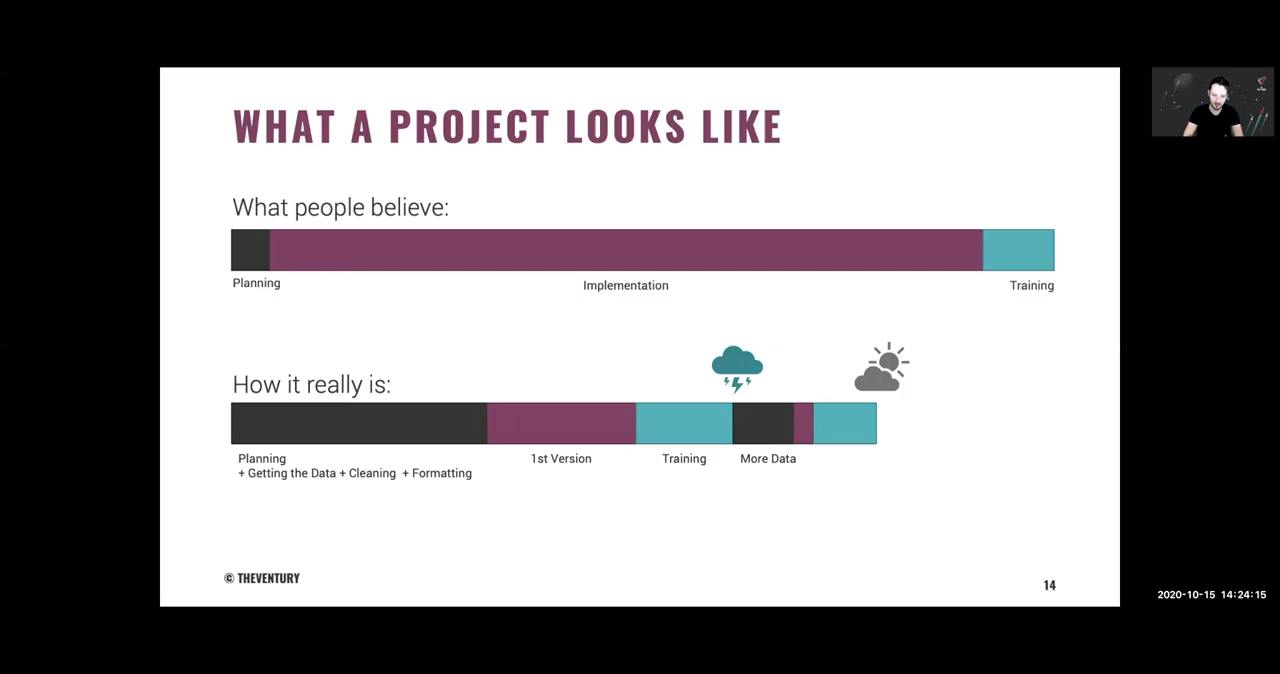 WHAT A PROJECT LOOKS LIKE
What people believe:
Planning
Implementation
Training
How it really is:
Planning
+ Getting the Data + Cleaning + Formatting
1st Version
Training
More Data
© THEVENTURY
14
2020-10-15 14:24:15